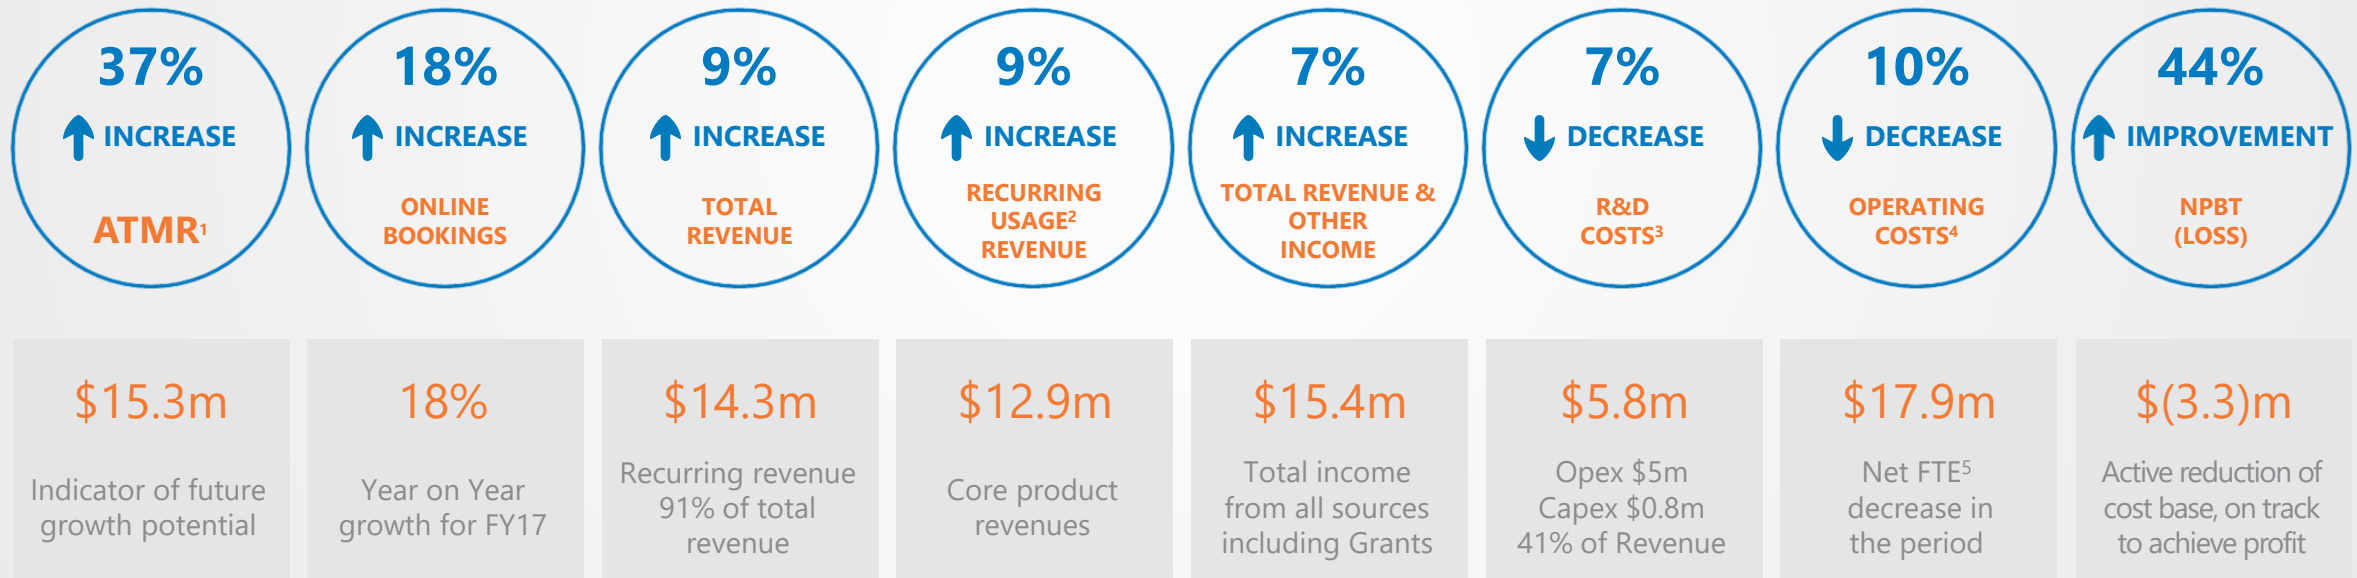 37%
INCREASE
ATMR¹
18%
INCREASE
ONLINE
BOOKINGS
9%
INCREASE
TOTAL
REVENUE
9%
INCREASE
RECURRING
USAGE²
REVENUE
7%
INCREASE
TOTAL REVENUE &
OTHER
INCOME
7%
DECREASE
R&D
COSTS³
10%
DECREASE
OPERATING
COSTS⁴
44%
IMPROVEMENT
NPBT
(LOSS)
$15.3m
Indicator of future
growth potential
18%
Year on Year
growth for FY17
$14.3m
Recurring revenue
91% of total
revenue
$12.9m
Core product
revenues
$15.4m
Total income
from all sources
including Grants
$5.8m
Opex $5m
Capex $0.8m
41% of Revenue
$17.9m
Net FTE⁵
decrease in
the period
$(3.3)m
Active reduction of
cost base, on track
to achieve profit